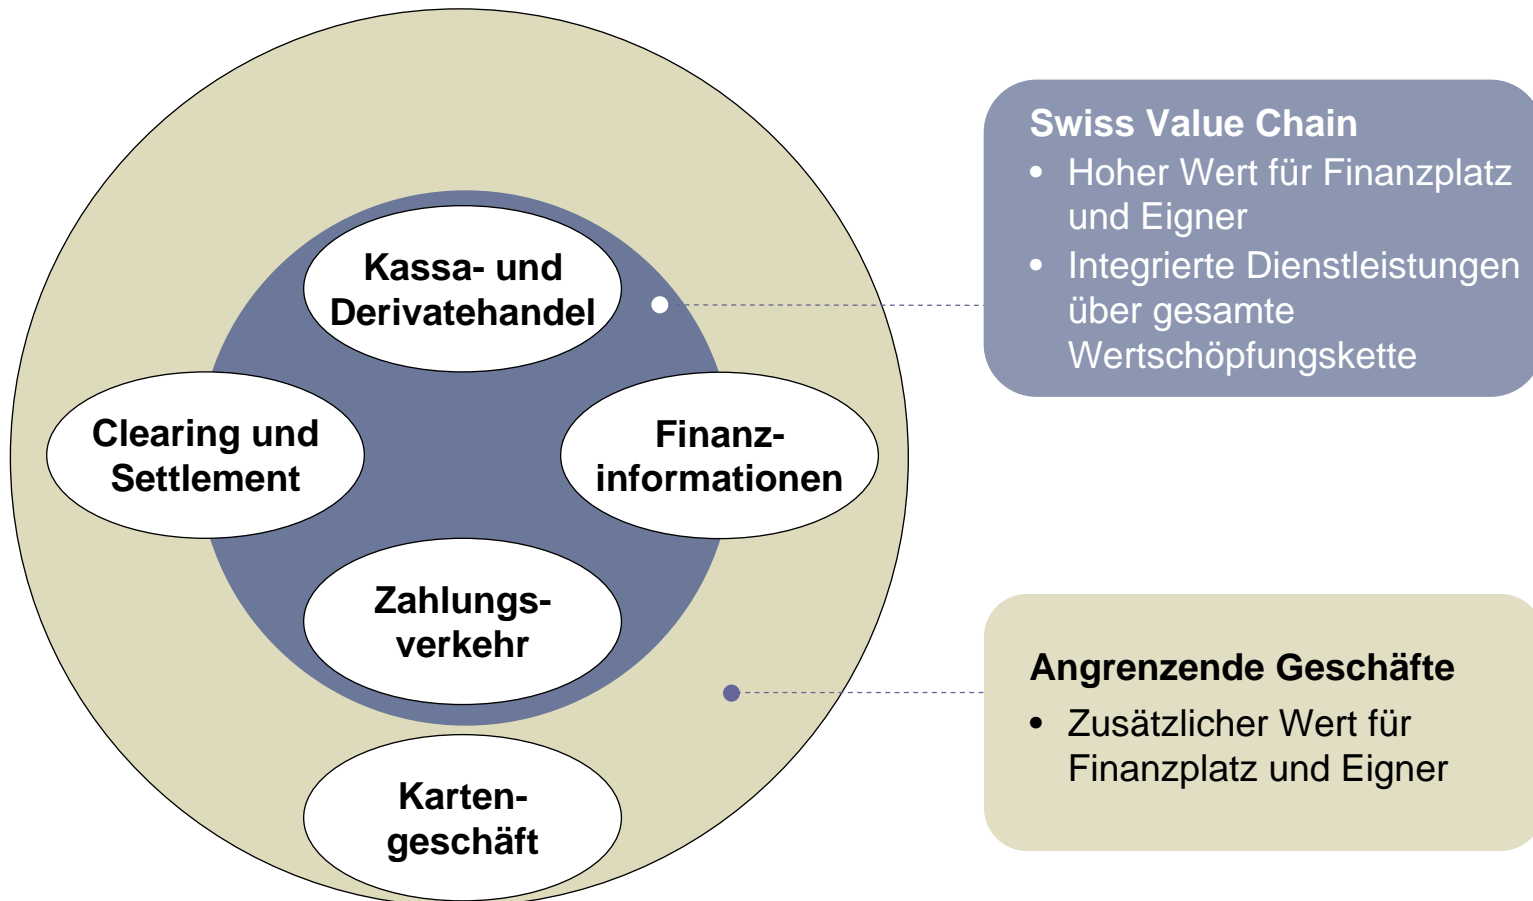 Kassa- und
Derivatehandel
Clearing und
Settlement
Finanz-
informationen
Zahlungs-
verkehr
Karten-
geschäft
Swiss Value Chain
• Hoher Wert für Finanzplatz
und Eigner
• Integrierte Dienstleistungen
über gesamte
Wertschöpfungskette
Angrenzende Geschäfte
• Zusätzlicher Wert für
Finanzplatz und Eigner